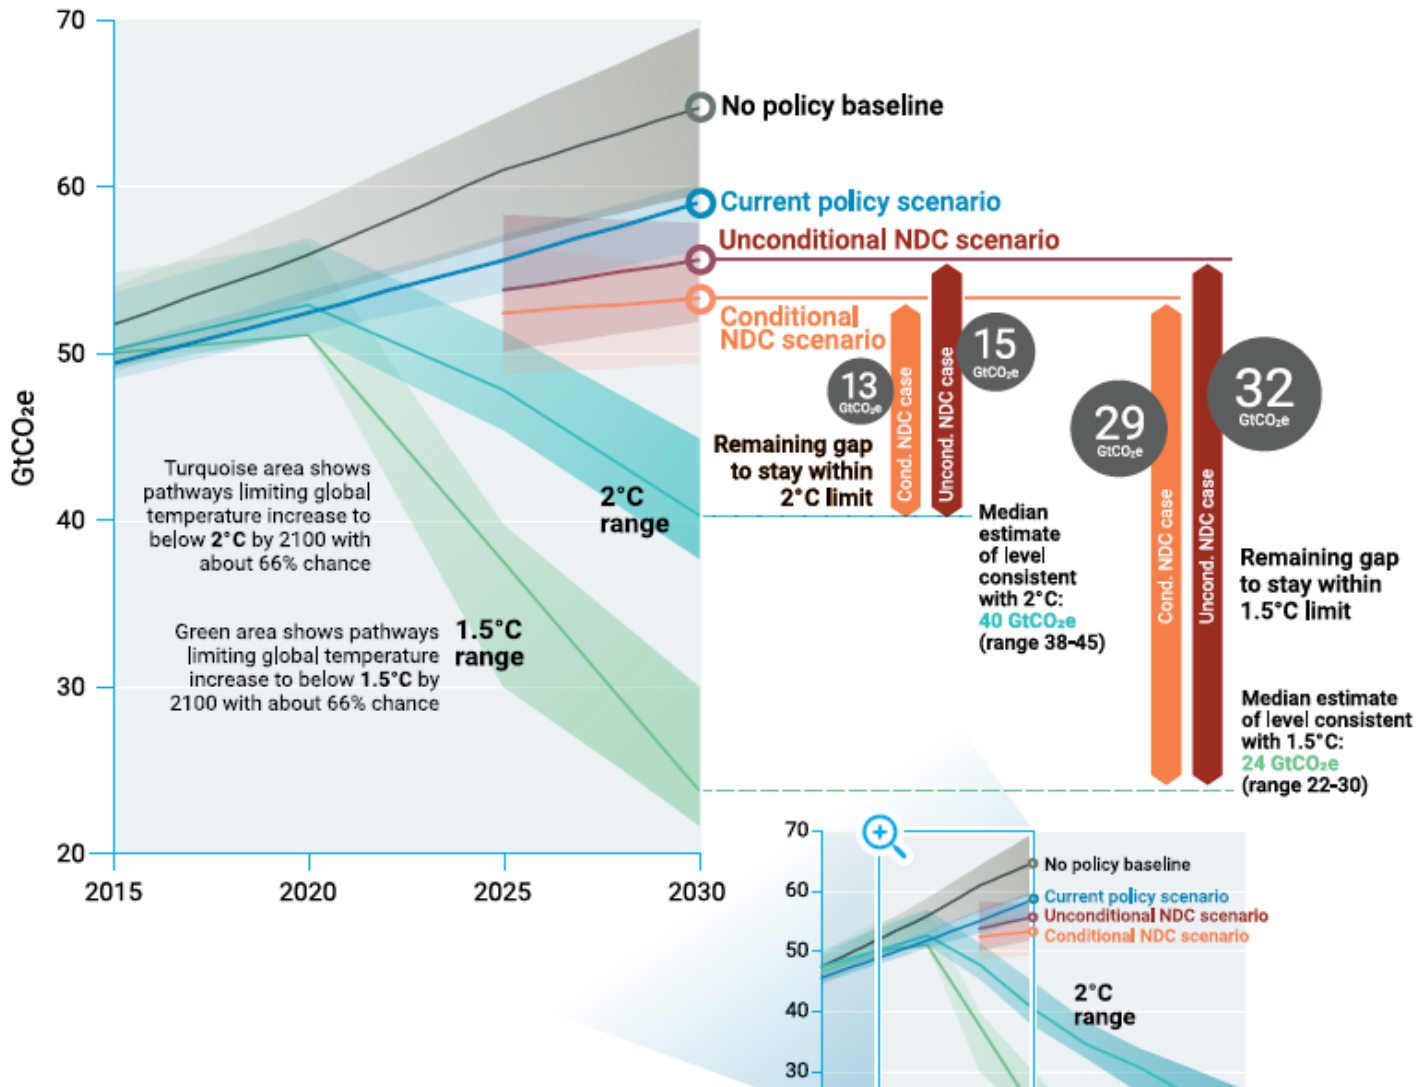 70
60
50
40
30
20
GtCO₂e
2015
2020
2025
2030
No policy baseline
Current policy scenario
Unconditional NDC scenario
Conditional
NDC scenario
13
GtCO₂e
Cond. NDC case
15
GtCO₂e
Uncond. NDC case
29
GtCO₂e
Cond. NDC case
32
GtCO₂e
Uncond. NDC case
Remaining gap
to stay within
2°C limit
Turquoise area shows
pathways limiting global
temperature increase to
below 2°C by 2100 with
about 66% chance
2°C
range
Median
estimate
of level
consistent
with 2°C:
40 GtCO₂e
(range 38-45)
Remaining gap
to stay within
1.5°C limit
Green area shows pathways
limiting global temperature
increase to below 1.5°C by
2100 with about 66% chance
1.5°C
range
Median estimate
of level consistent
with 1.5°C:
24 GtCO₂e
(range 22-30)
70
60
50
40
30
No policy baseline
Current policy scenario
Unconditional NDC scenario
Conditional NDC scenario
2°C
range